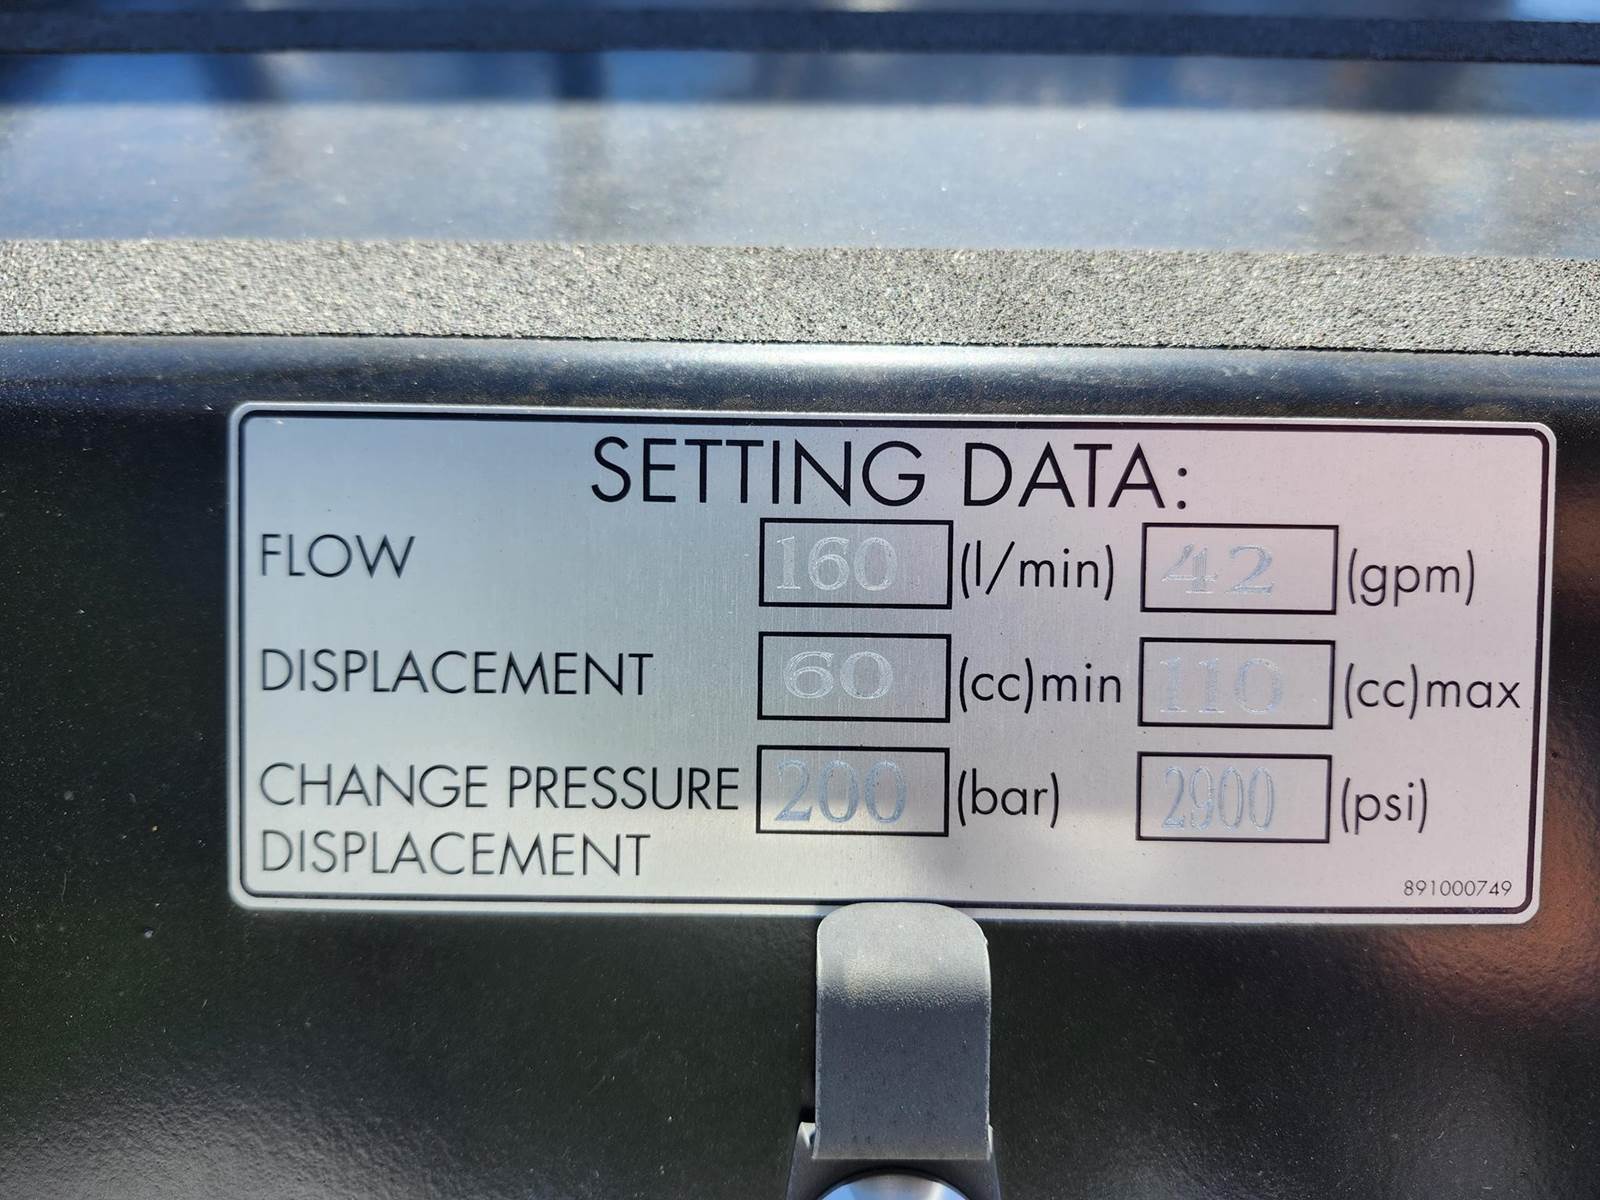 SETTING DATA:
FLOW 160 (l/min) 42 (gpm)
DISPLACEMENT 60 (cc)min 110 (cc)max
CHANGE PRESSURE 200 (bar) 2900 (psi)
DISPLACEMENT
891000749